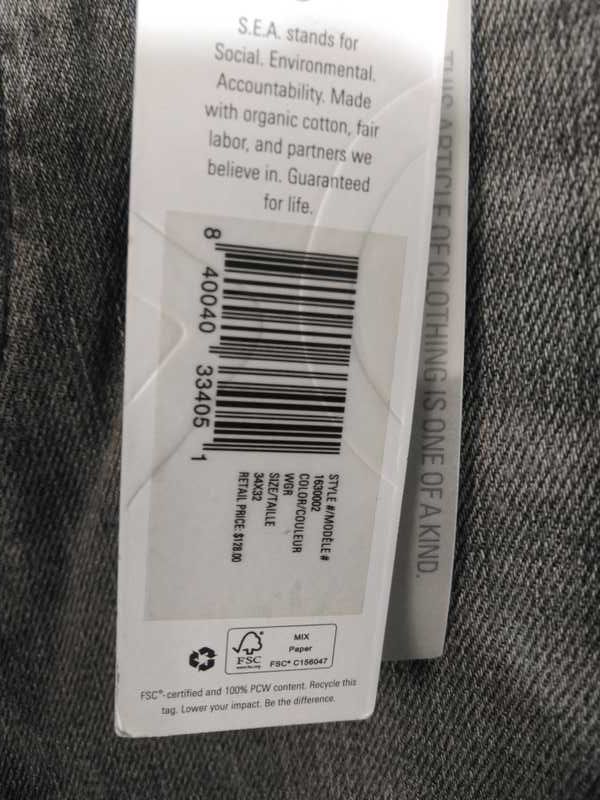 S.E.A. stands for
Social. Environmental.
Accountability. Made
with organic cotton, fair
labor, and partners we
believe in. Guaranteed
for life.
8 40040 33405 1
STYLE #/MODÈLE #
1630002
COLOR/COULEUR
WGR
SIZE/TAILLE
34X32
RETAIL PRICE: $128.00
FSC
MIX
Paper
FSC® C156047
FSC®-certified and 100% PCW content. Recycle this
tag. Lower your impact. Be the difference.
THIS ARTICLE OF CLOTHING IS ONE OF A KIND.